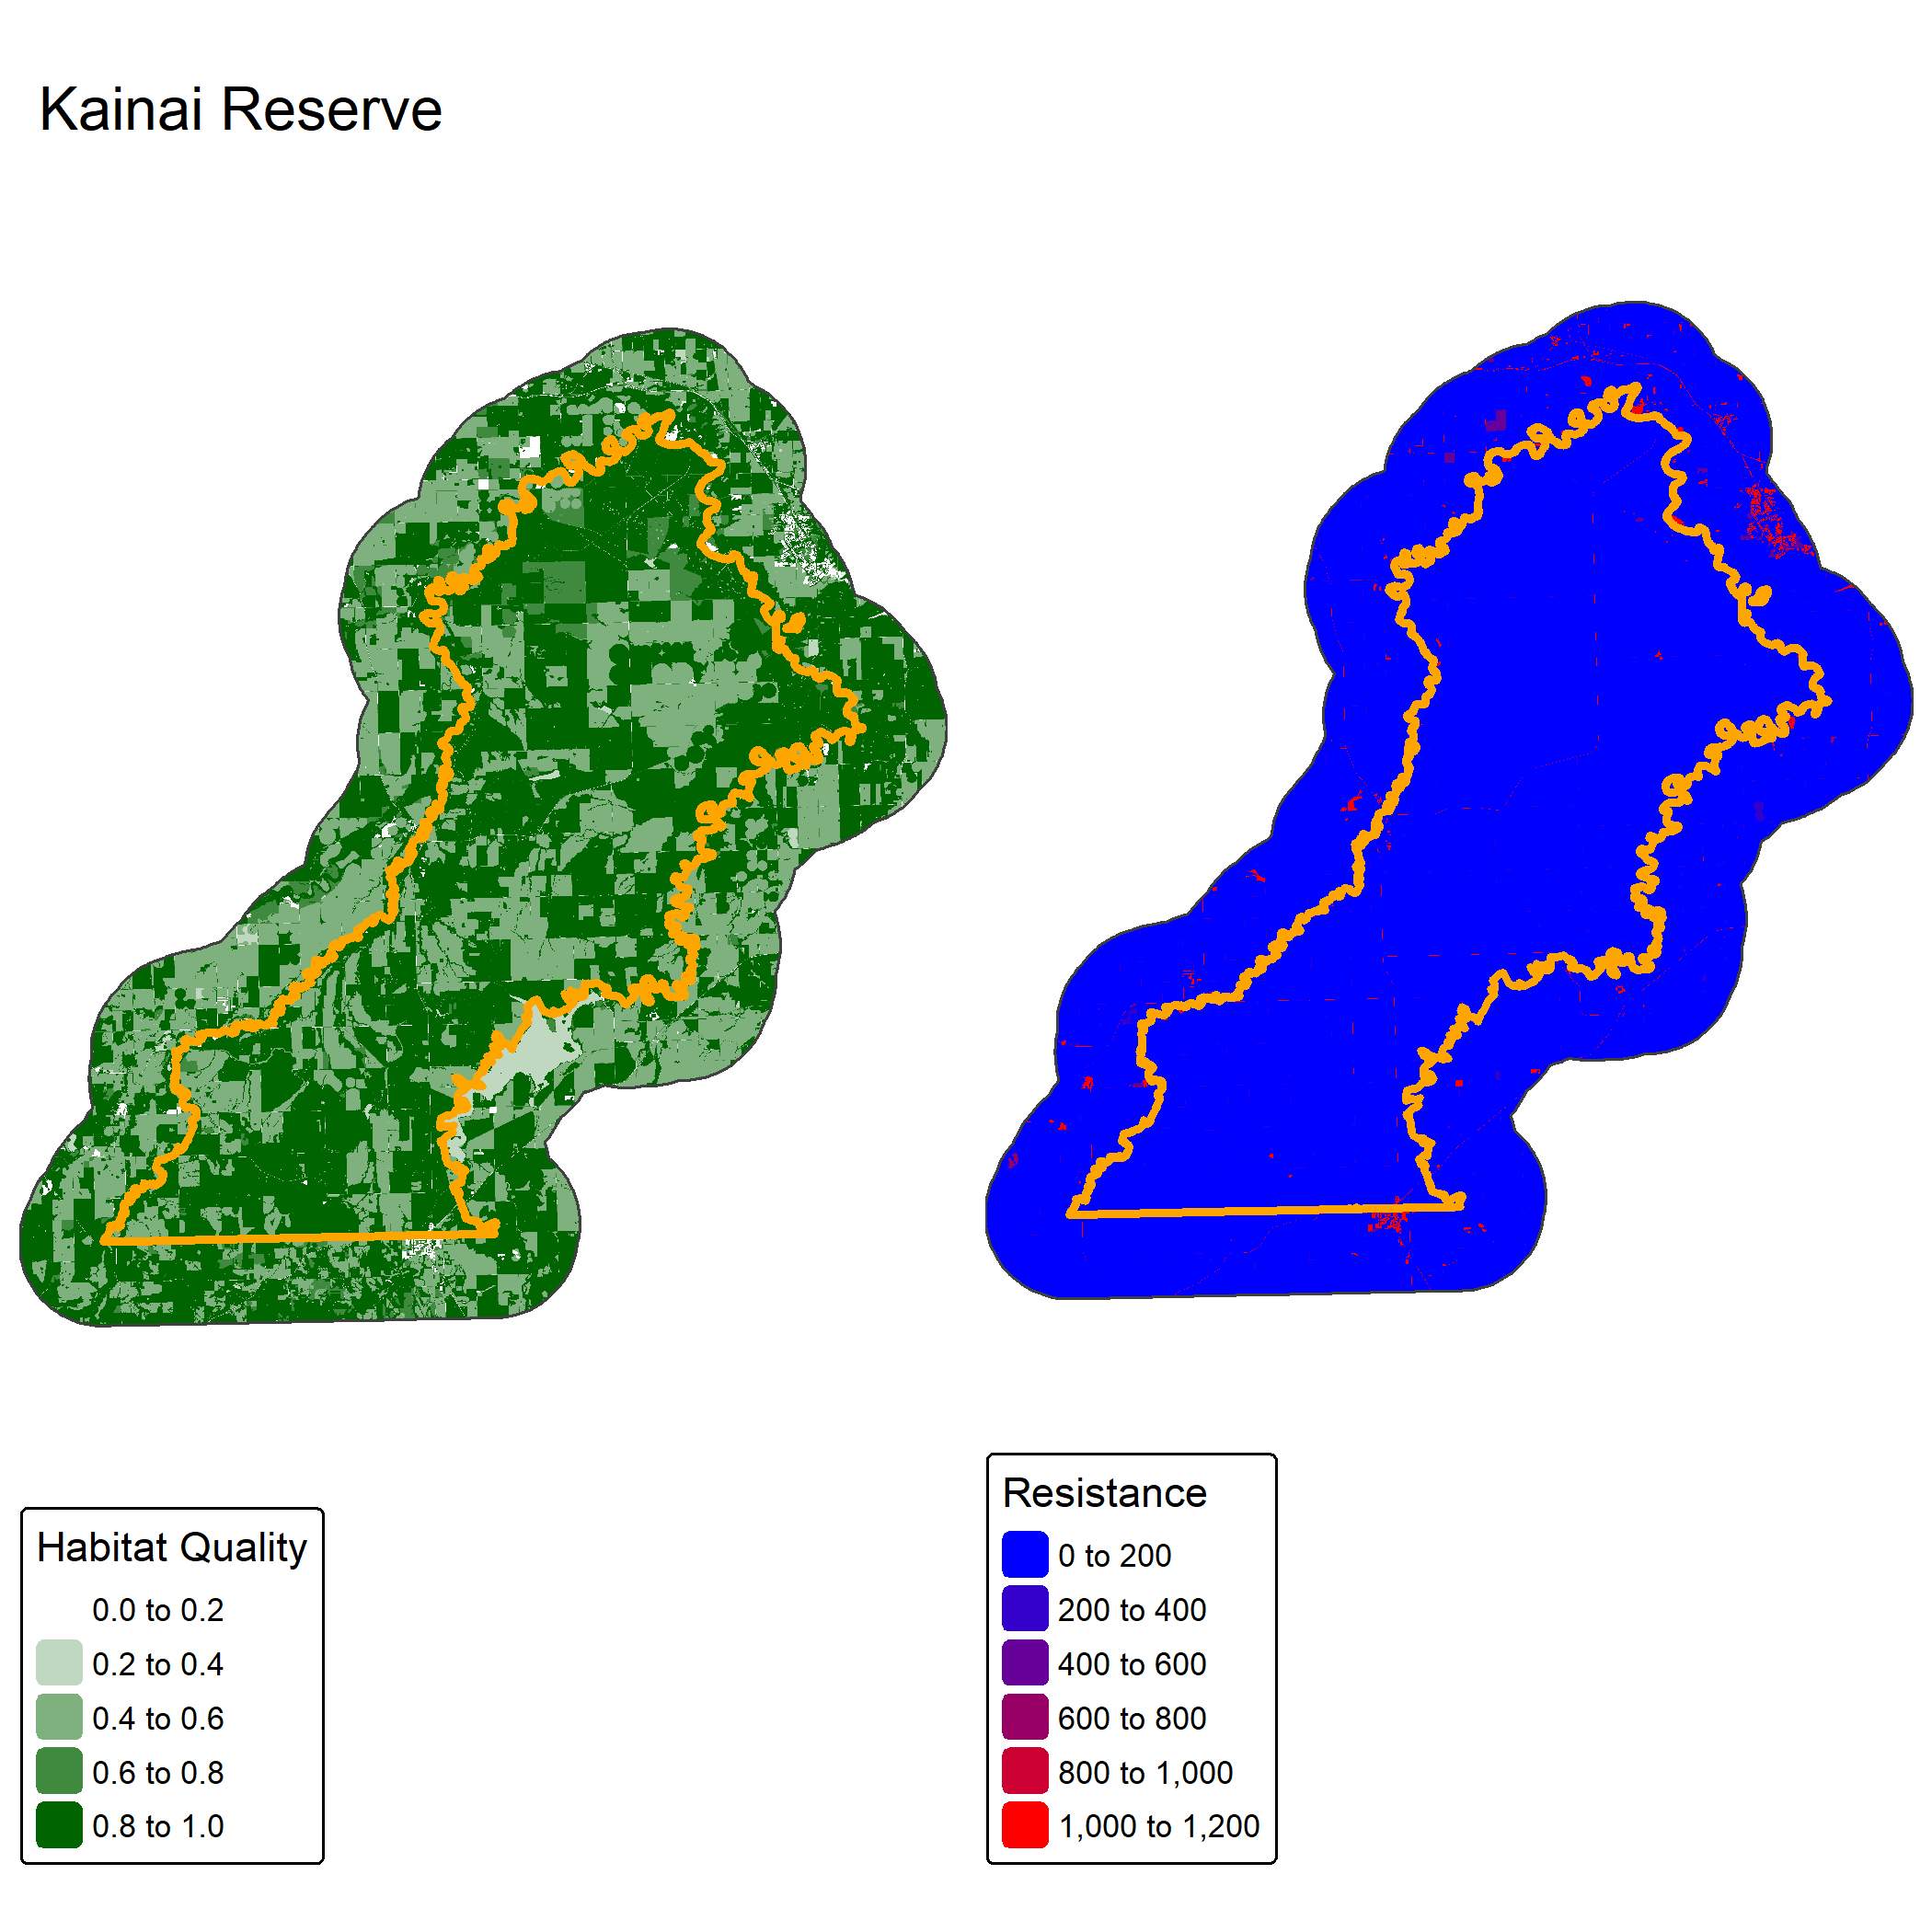 Kainai Reserve
Habitat Quality
0.0 to 0.2
0.2 to 0.4
0.4 to 0.6
0.6 to 0.8
0.8 to 1.0
Resistance
0 to 200
200 to 400
400 to 600
600 to 800
800 to 1,000
1,000 to 1,200